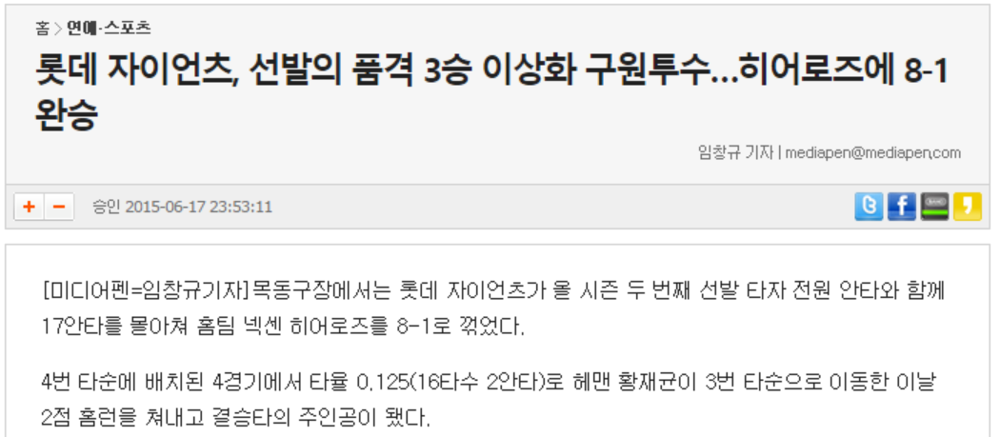 홈 > 연예·스포츠
롯데 자이언츠, 선발의 품격 3승 이상화 구원투수...히어로즈에 8-1
완승
임창규 기자 | mediapen@mediapen.com
승인 2015-06-17 23:53:11
[미디어펜=임창규기자]목동구장에서는 롯데 자이언츠가 올 시즌 두 번째 선발 타자 전원 안타와 함께
17안타를 몰아쳐 홈팀 넥센 히어로즈를 8-1로 꺾었다.
4번 타순에 배치된 4경기에서 타율 0.125(16타수 2안타)로 헤맨 황재균이 3번 타순으로 이동한 이날
2점 홈런을 쳐내고 결승타의 주인공이 됐다.